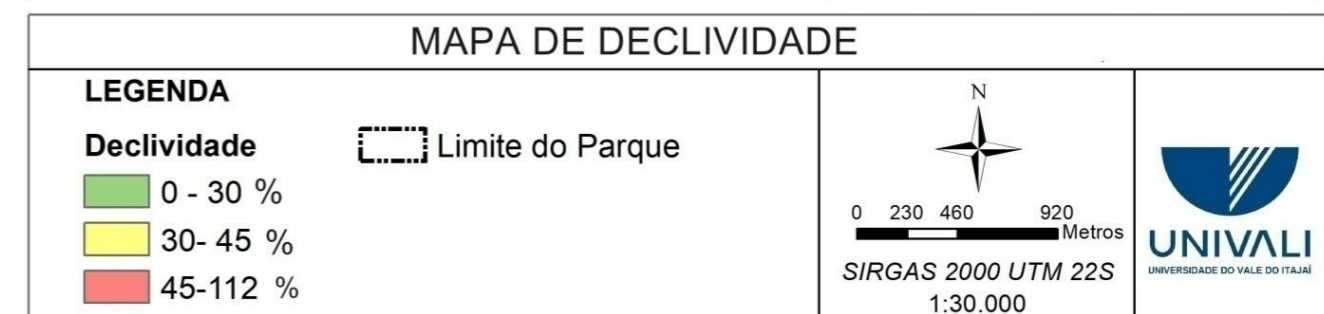 MAPA DE DECLIVIDADE
LEGENDA
Declividade
Limite do Parque
0 - 30 %
30- 45 %
45-112 %
N
0 230 460 920
Metros
SIRGAS 2000 UTM 22S
1:30.000
UNIVALI
UNIVERSIDADE DO VALE DO ITAJAÍ